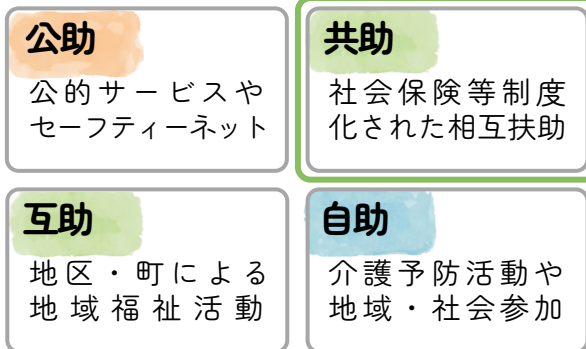 公助
公的サービスや
セーフティーネット
共助
社会保険等制度
化された相互扶助
互助
地区・町による
地域福祉活動
自助
介護予防活動や
地域・社会参加